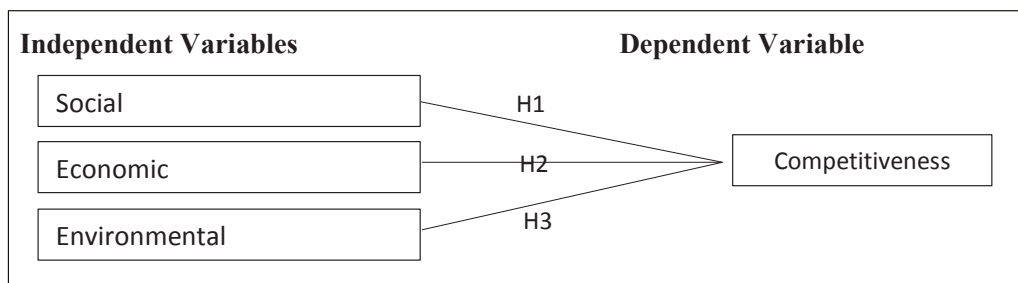 Independent Variables
Dependent Variable
Social
H1
Economic
H2
Competitiveness
Environmental
H3